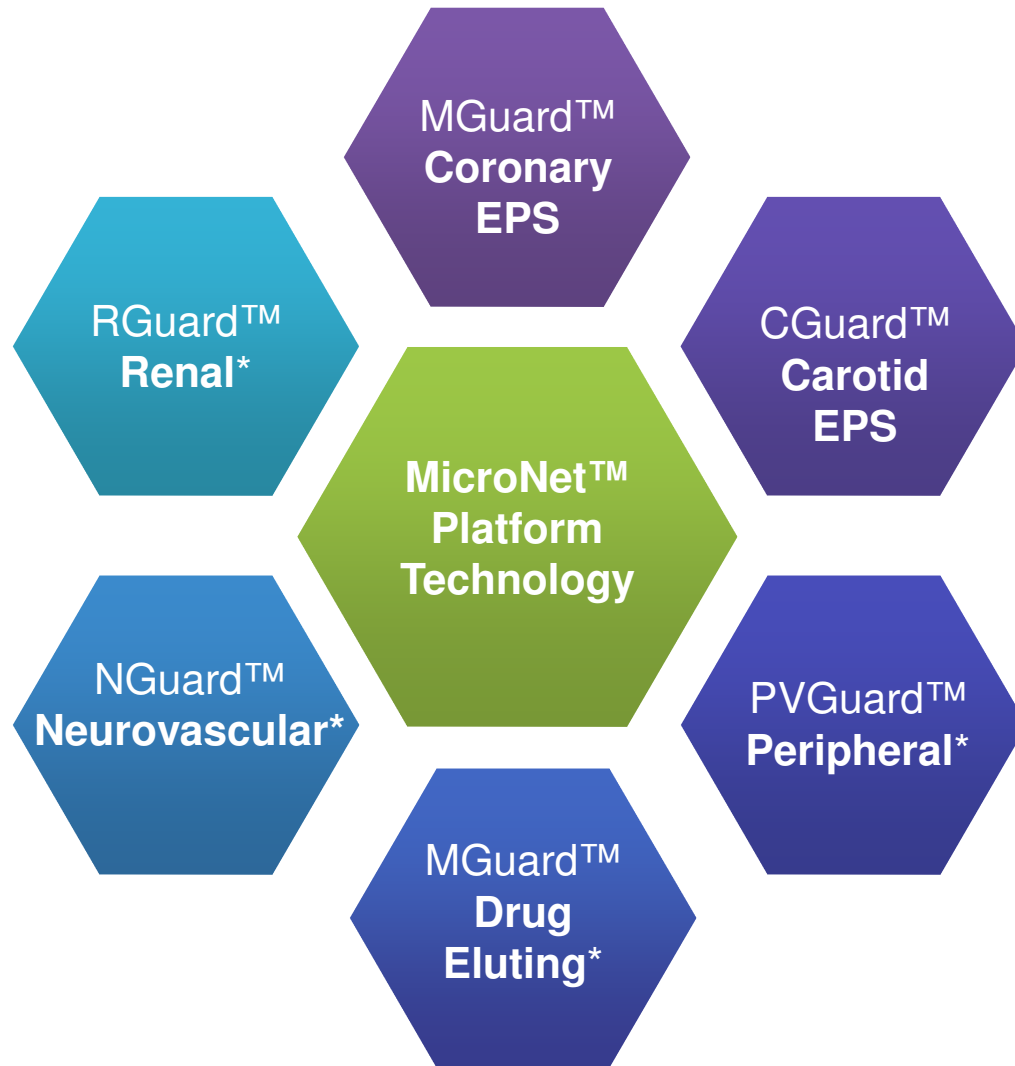 MGuard™
Coronary
EPS
RGuard™
Renal*
CGuard™
Carotid
EPS
MicroNet™
Platform
Technology
NGuard™
Neurovascular*
PVGuard™
Peripheral*
MGuard™
Drug
Eluting*